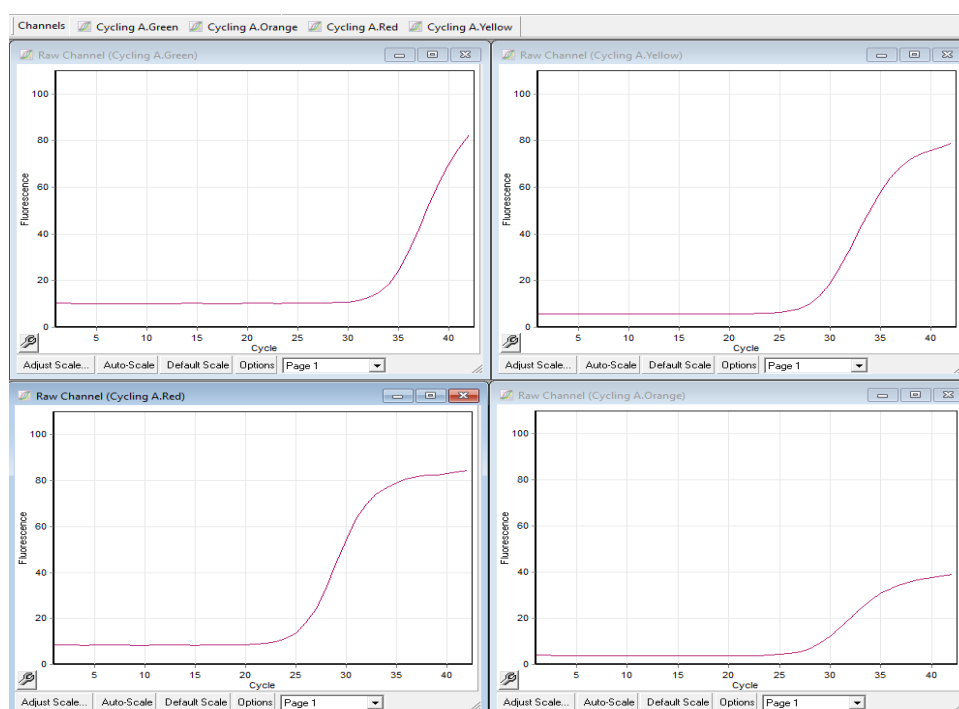 Channels Cycling A.Green Cycling A.Orange Cycling A.Red Cycling A.Yellow
Raw Channel (Cycling A.Green)
100
80
60
40
20
0
Fluorescence
5 10 15 20 25 30 35 40
Cycle
Adjust Scale... Auto-Scale Default Scale Options Page 1
Raw Channel (Cycling A.Yellow)
100
80
60
40
20
0
Fluorescence
5 10 15 20 25 30 35 40
Cycle
Adjust Scale... Auto-Scale Default Scale Options Page 1
Raw Channel (Cycling A.Red)
100
80
60
40
20
0
Fluorescence
5 10 15 20 25 30 35 40
Cycle
Adjust Scale... Auto-Scale Default Scale Options Page 1
Raw Channel (Cycling A.Orange)
100
80
60
40
20
0
Fluorescence
5 10 15 20 25 30 35 40
Cycle
Adjust Scale... Auto-Scale Default Scale Options Page 1